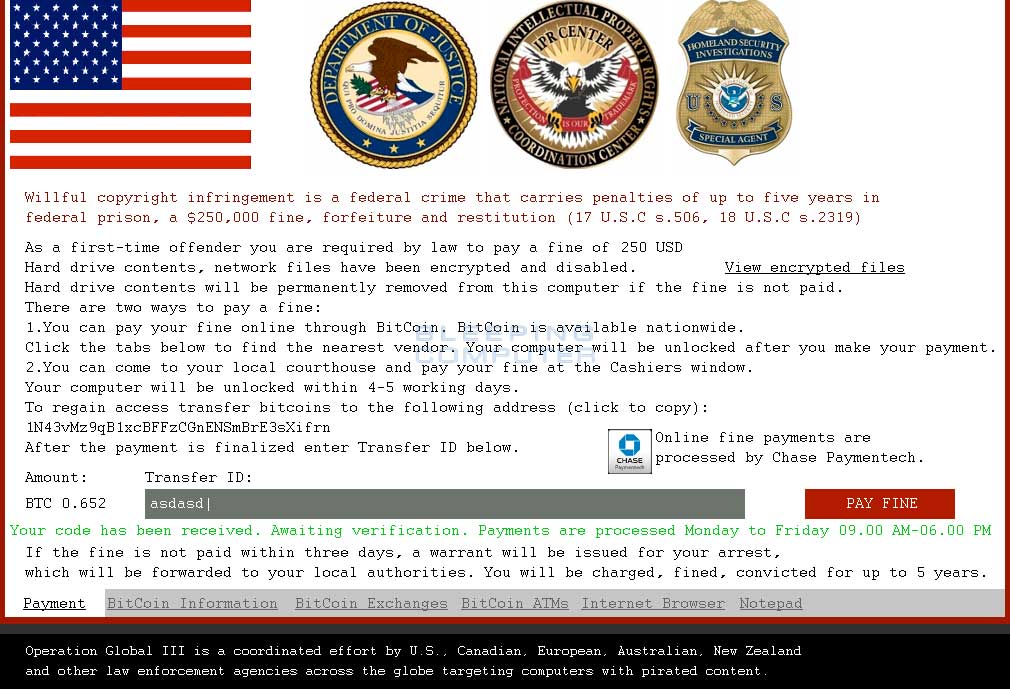 DEPARTMENT OF JUSTICE
QUI PRO DOMINA JUSTITIA SEQUITUR
NATIONAL INTELLECTUAL PROPERTY RIGHTS
IPR CENTER
PROTECTION IS OUR TRADEMARK
COORDINATION CENTER
HOMELAND SECURITY
INVESTIGATIONS
U S
SPECIAL AGENT
Willful copyright infringement is a federal crime that carries penalties of up to five years in
federal prison, a $250,000 fine, forfeiture and restitution (17 U.S.C s.506, 18 U.S.C s.2319)
As a first-time offender you are required by law to pay a fine of 250 USD
Hard drive contents, network files have been encrypted and disabled. View encrypted files
Hard drive contents will be permanently removed from this computer if the fine is not paid.
There are two ways to pay a fine:
1.You can pay your fine online through BitCoin. BitCoin is available nationwide.
BLEEPING
Click the tabs below to find the nearest vendor. Your computer will be unlocked after you make your payment.
COMPUTER
2.You can come to your local courthouse and pay your fine at the Cashiers window.
Your computer will be unlocked within 4-5 working days.
To regain access transfer bitcoins to the following address (click to copy):
1N43vMz9qB1xcBFFzCGnENSmBrE3sXifrn
After the payment is finalized enter Transfer ID below.
CHASE
Paymentech
Online fine payments are
processed by Chase Paymentech.
Amount: Transfer ID:
BTC 0.652 asdasd PAY FINE
Your code has been received. Awaiting verification. Payments are processed Monday to Friday 09.00 AM-06.00 PM
If the fine is not paid within three days, a warrant will be issued for your arrest,
which will be forwarded to your local authorities. You will be charged, fined, convicted for up to 5 years.
Payment BitCoin Information BitCoin Exchanges BitCoin ATMs Internet Browser Notepad
Operation Global III is a coordinated effort by U.S., Canadian, European, Australian, New Zealand
and other law enforcement agencies across the globe targeting computers with pirated content.